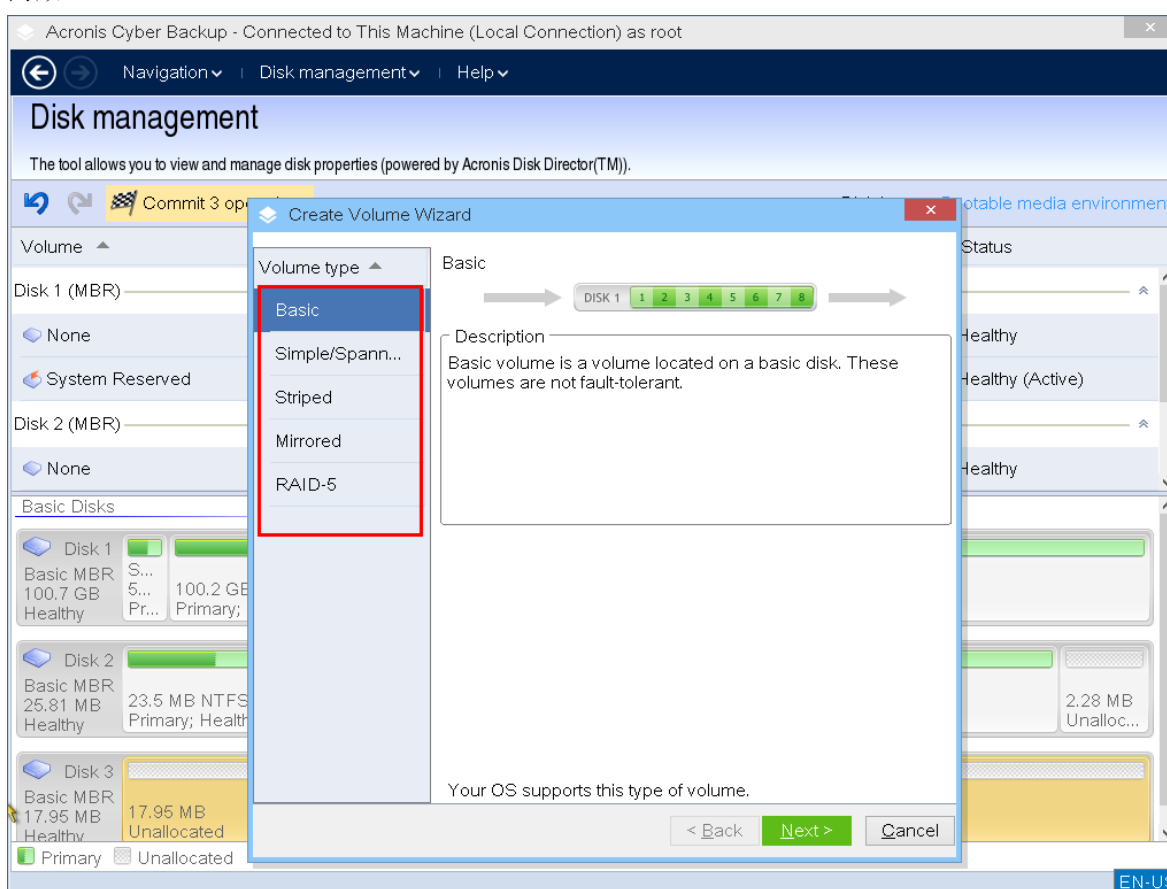 Acronis Cyber Backup - Connected to This Machine (Local Connection) as root
Navigation Disk management Help
Disk management
The tool allows you to view and manage disk properties (powered by Acronis Disk Director(TM)).
Commit 3 otable media environmen
Create Volume Wizard
Volume Status
Volume type
Basic
Disk 1 (MBR)
Basic
DISK 1 1 2 3 4 5 6 7 8
None Healthy
Description
Simple/Spann...
Basic volume is a volume located on a basic disk. These
volumes are not fault-tolerant.
System Reserved Healthy (Active)
Striped
Disk 2 (MBR)
Mirrored
None Healthy
RAID-5
Basic Disks
Disk 1
Basic MBR
100.7 GB
Healthy
S...
5...
Pr...
100.2 GB
Primary;
Disk 2
Basic MBR
25.81 MB
Healthy
23.5 MB NTFS
Primary; Health
2.28 MB
Unalloc...
Disk 3
Basic MBR
17.95 MB
Healthy
17.95 MB
Unallocated
Your OS supports this type of volume.
< Back Next > Cancel
Primary Unallocated
EN-US